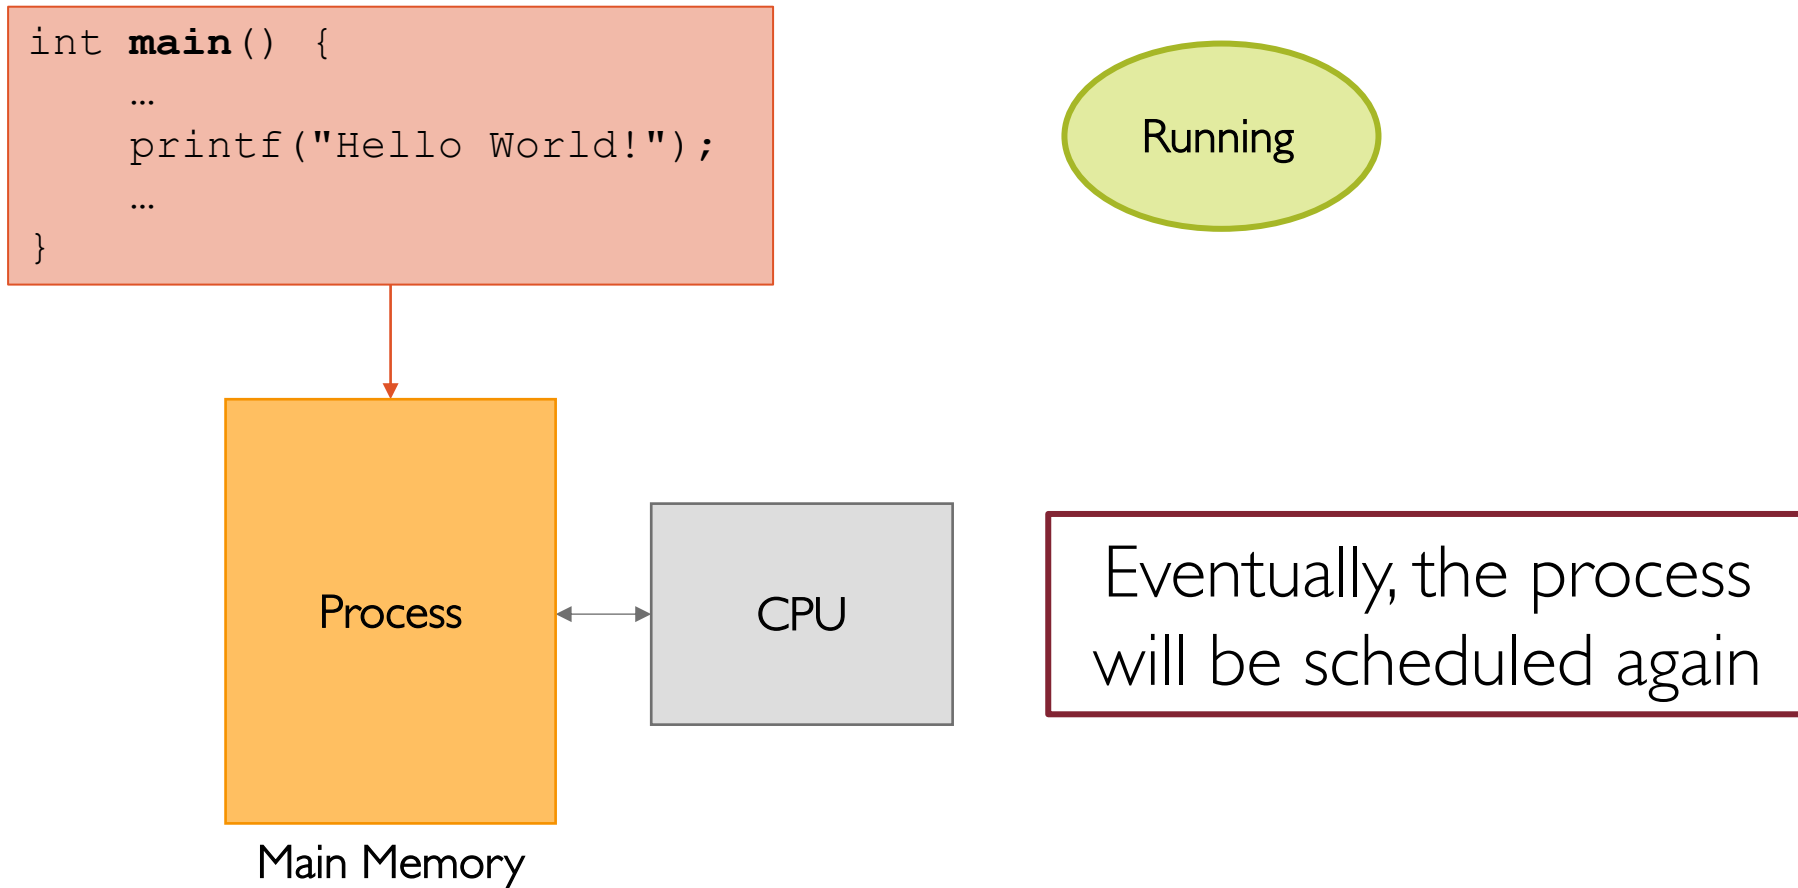 int main() {
…
printf("Hello World!");
…
}
Running
Process
CPU
Eventually, the process
will be scheduled again
Main Memory